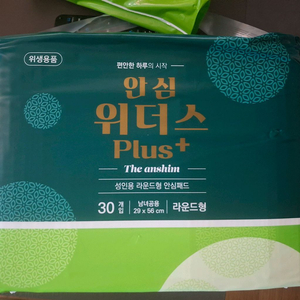 위생용품
편안한 하루의 시작
안심
위더스
Plus+
The anshim
성인용 라운드형 안심패드
30 개입
남녀공용
29 x 56 cm
라운드형